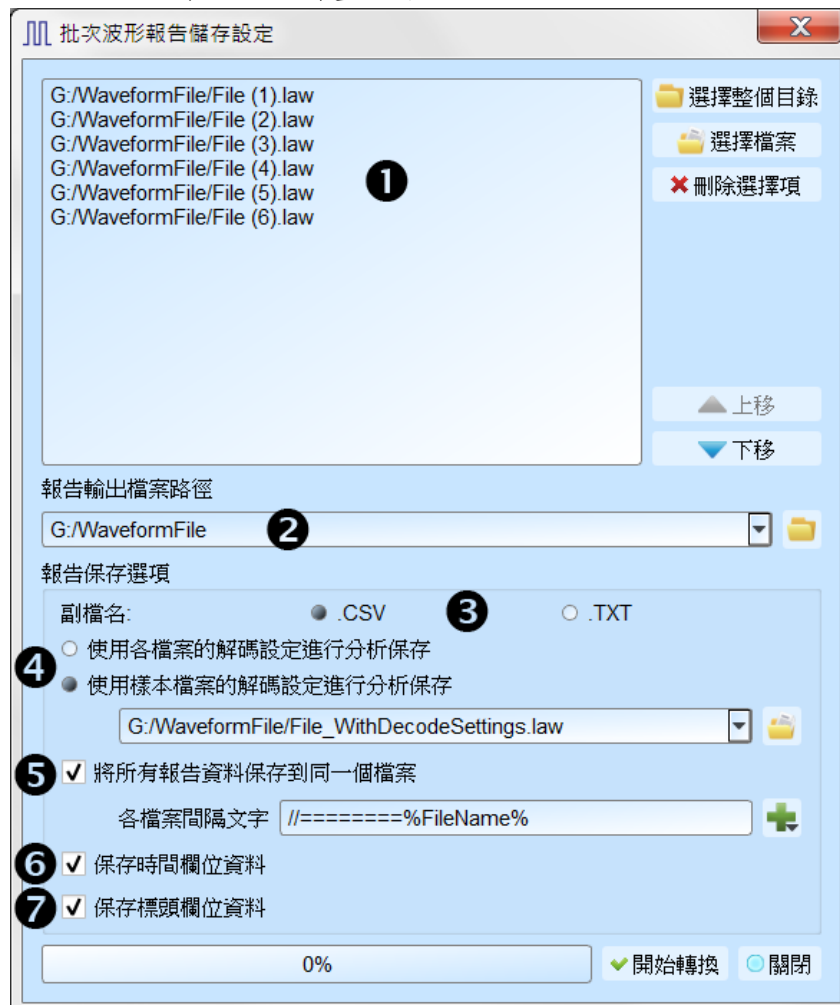 批次波形報告儲存設定
G:/WaveformFile/File (1).law
G:/WaveformFile/File (2).law
G:/WaveformFile/File (3).law
G:/WaveformFile/File (4).law
G:/WaveformFile/File (5).law
G:/WaveformFile/File (6).law
❶
選擇整個目錄
選擇檔案
刪除選擇項
上移
下移
報告輸出檔案路徑
G:/WaveformFile ❷
報告保存選項
副檔名: .CSV ❸ .TXT
❹
使用各檔案的解碼設定進行分析保存
使用樣本檔案的解碼設定進行分析保存
G:/WaveformFile/File_WithDecodeSettings.law
❺ 將所有報告資料保存到同一個檔案
各檔案間隔文字 //========%FileName%
❻ 保存時間欄位資料
❼ 保存標頭欄位資料
0% 開始轉換 關閉